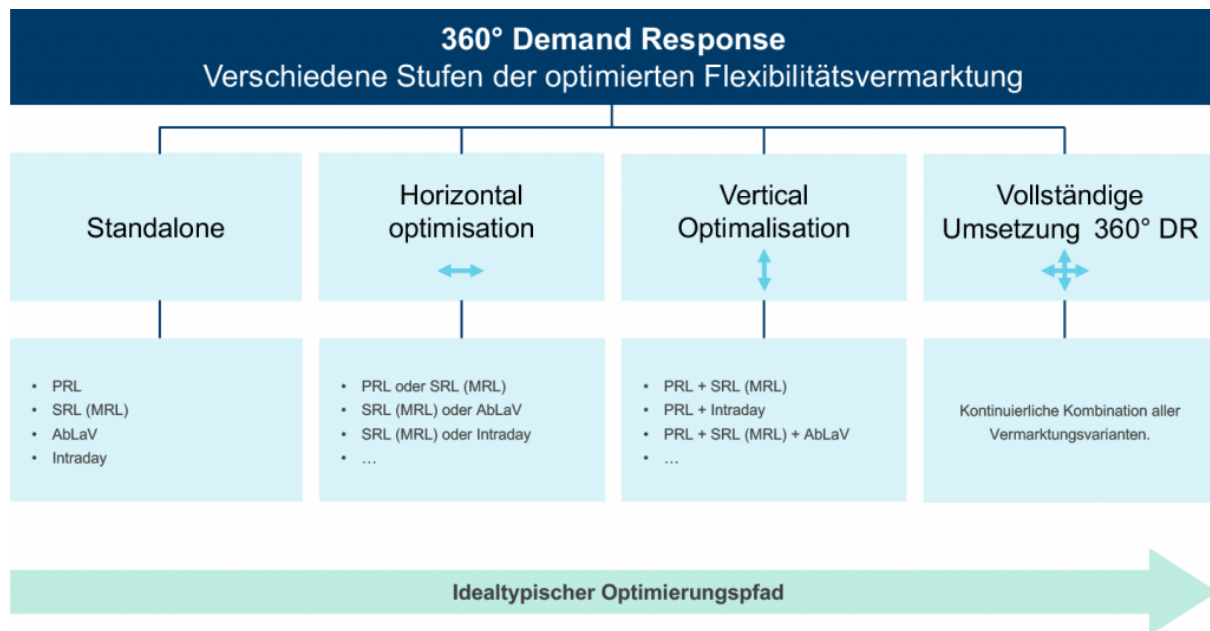 360° Demand Response
Verschiedene Stufen der optimierten Flexibilitätsvermarktung
Standalone
Horizontal
optimisation
Vertical
Optimalisation
Vollständige
Umsetzung 360° DR
• PRL
• SRL (MRL)
• AbLaV
• Intraday
• PRL oder SRL (MRL)
• SRL (MRL) oder AbLaV
• SRL (MRL) oder Intraday
• …
• PRL + SRL (MRL)
• PRL + Intraday
• PRL + SRL (MRL) + AbLaV
• …
Kontinuierliche Kombination aller
Vermarktungsvarianten.
Idealtypischer Optimierungspfad